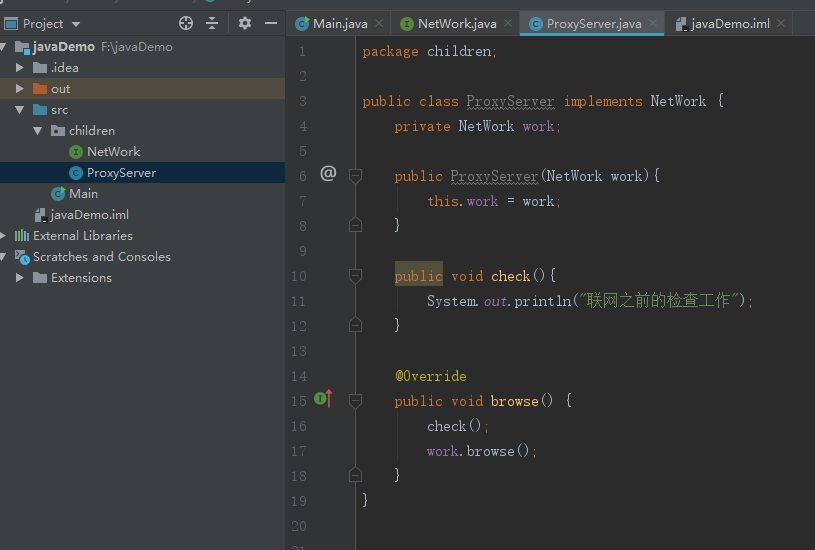 Project
javaDemo F:\javaDemo
.idea
out
src
children
NetWork
ProxyServer
Main
javaDemo.iml
External Libraries
Scratches and Consoles
Extensions
Main.java
NetWork.java
ProxyServer.java
javaDemo.iml
1 package children;
2
3 public class ProxyServer implements NetWork {
4 private NetWork work;
5
6 @ public ProxyServer(NetWork work){
7 this.work = work;
8 }
9
10 public void check(){
11 System.out.println("联网之前的检查工作");
12 }
13
14 @Override
15 public void browse() {
16 check();
17 work.browse();
18 }
19 }
20